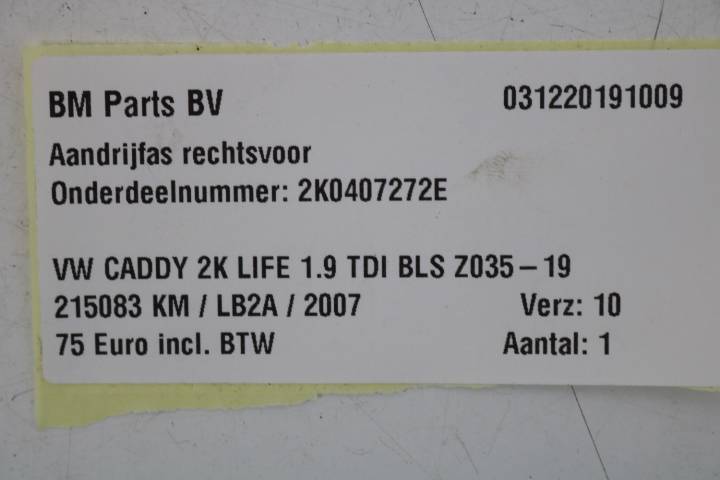 BM Parts BV 031220191009
Aandrijfas rechtsvoor
Onderdeelnummer: 2K0407272E
VW CADDY 2K LIFE 1.9 TDI BLS Z035-19
215083 KM / LB2A / 2007 Verz: 10
75 Euro incl. BTW Aantal: 1